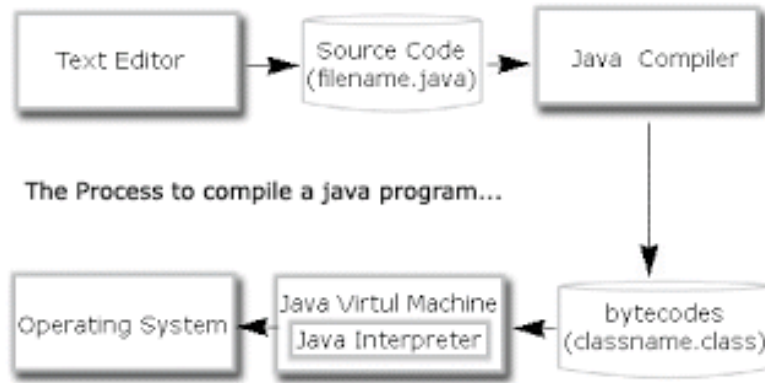 Text Editor
Source Code
(filename.java)
Java Compiler
The Process to compile a java program...
Operating System
Java Virtul Machine
Java Interpreter
bytecodes
(classname.class)